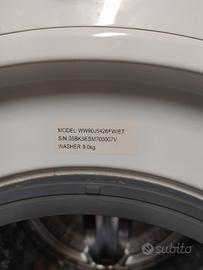 MODEL: WW90J5426FW/ET
S/N:05BK5ESM700007V
WASHER:9.0kg
subito